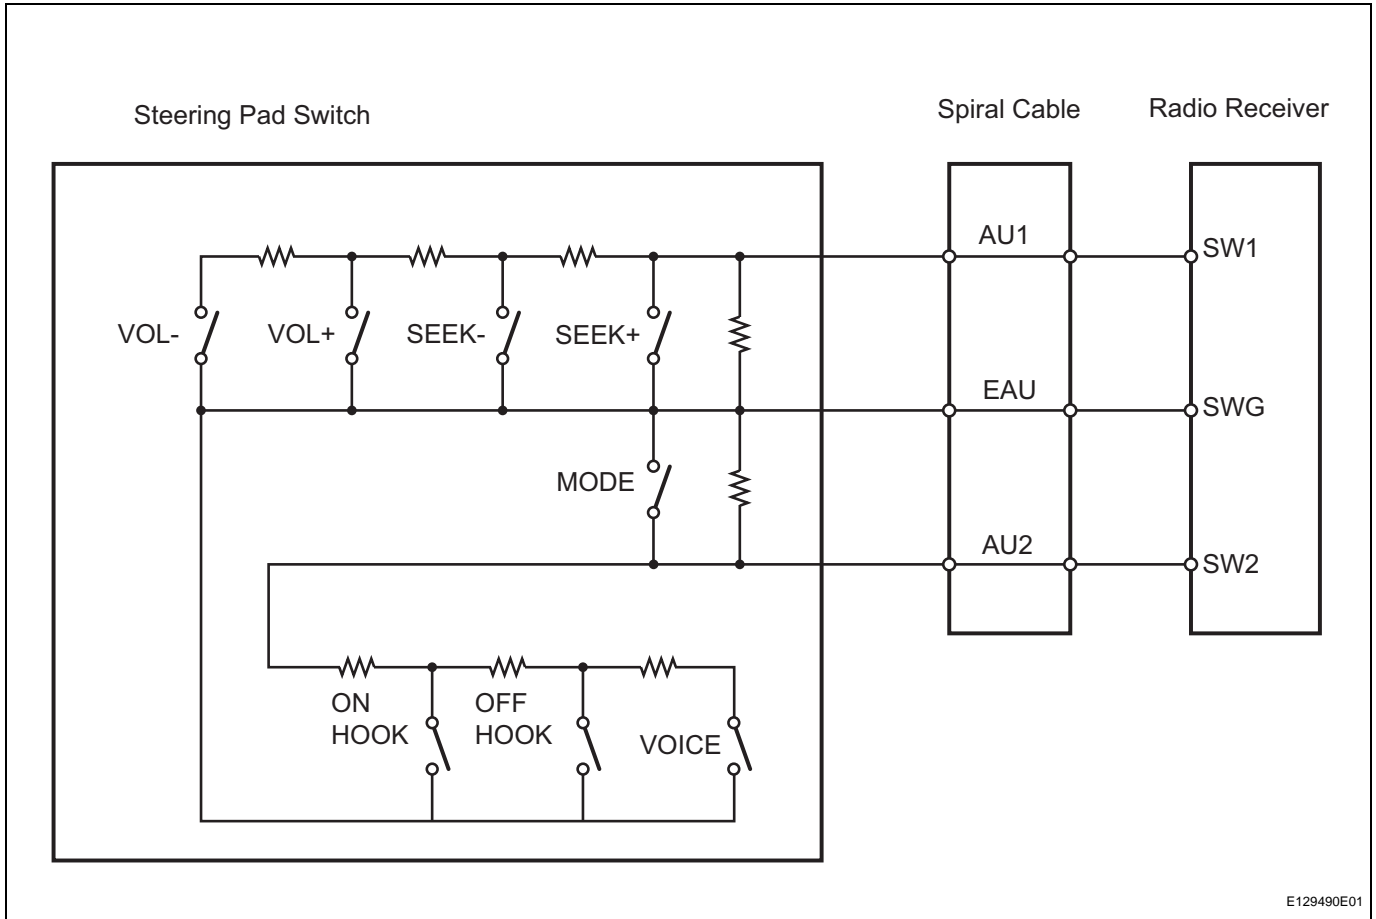 Steering Pad Switch
Spiral Cable
Radio Receiver
AU1
SW1
VOL-
VOL+
SEEK-
SEEK+
EAU
SWG
MODE
AU2
SW2
ON
HOOK
OFF
HOOK
VOICE
E129490E01